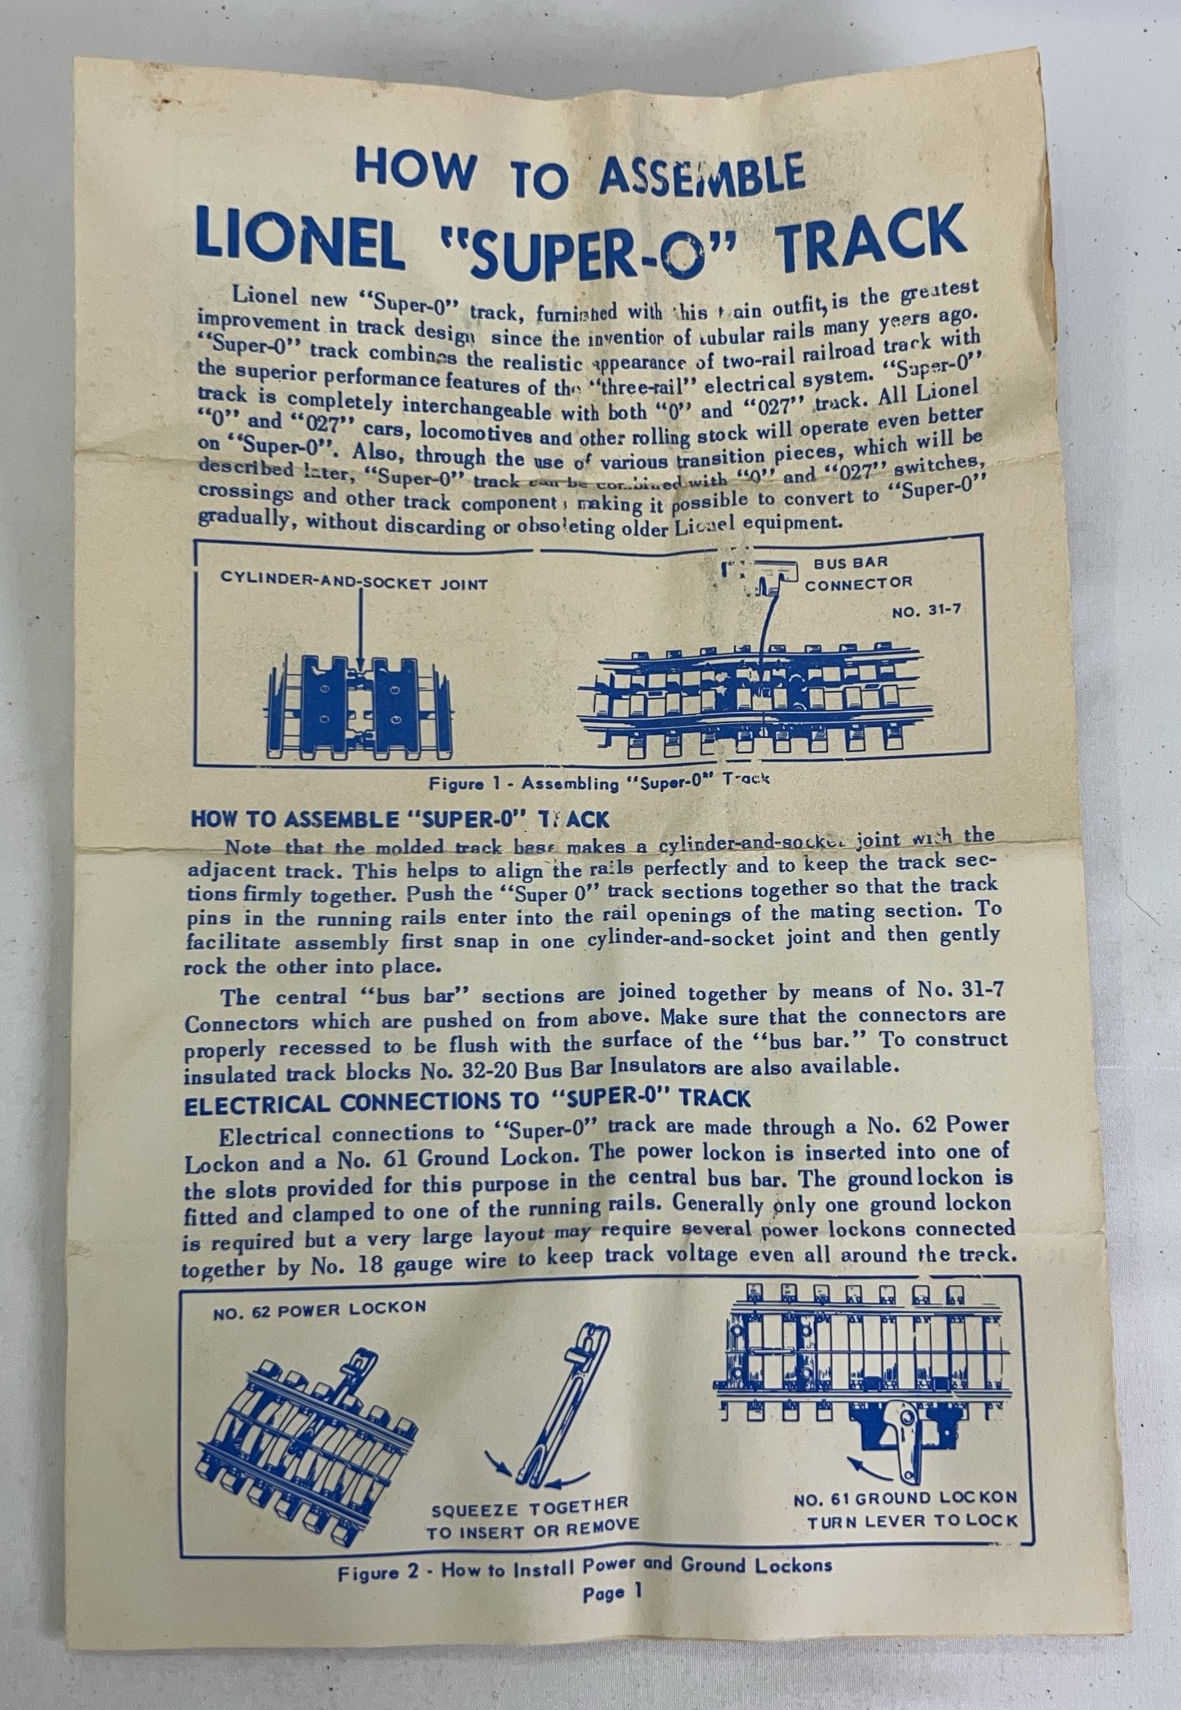 HOW TO ASSEMBLE
LIONEL "SUPER-O" TRACK
Lionel new "Super-0" track, furnished with this train outfit, is the greatest
improvement in track design since the invention of tubular rails many years ago.
"Super-0" track combines the realistic appearance of two-rail railroad track with
the superior performance features of the "three-rail" electrical system. "Super-0"
track is completely interchangeable with both "0" and "027" track. All Lionel
"0" and "027" cars, locomotives and other rolling stock will operate even better
on "Super-0". Also, through the use of various transition pieces, which will be
described later, "Super-0" track can be combined with "0" and "027" switches,
crossings and other track components making it possible to convert to "Super-0"
gradually, without discarding or obsoleting older Lionel equipment.
CYLINDER-AND-SOCKET JOINT
BUS BAR
CONNECTOR
NO. 31-7
Figure 1 - Assembling "Super-0" Track
HOW TO ASSEMBLE "SUPER-0" TRACK
Note that the molded track base makes a cylinder-and-socket joint with the
adjacent track. This helps to align the rails perfectly and to keep the track sec-
tions firmly together. Push the "Super 0" track sections together so that the track
pins in the running rails enter into the rail openings of the mating section. To
facilitate assembly first snap in one cylinder-and-socket joint and then gently
rock the other into place.
The central "bus bar" sections are joined together by means of No. 31-7
Connectors which are pushed on from above. Make sure that the connectors are
properly recessed to be flush with the surface of the "bus bar." To construct
insulated track blocks No. 32-20 Bus Bar Insulators are also available.
ELECTRICAL CONNECTIONS TO "SUPER-0" TRACK
Electrical connections to "Super-0" track are made through a No. 62 Power
Lockon and a No. 61 Ground Lockon. The power lockon is inserted into one of
the slots provided for this purpose in the central bus bar. The ground lockon is
fitted and clamped to one of the running rails. Generally only one ground lockon
is required but a very large layout may require several power lockons connected
together by No. 18 gauge wire to keep track voltage even all around the track.
NO. 62 POWER LOCKON
SQUEEZE TOGETHER
TO INSERT OR REMOVE
NO. 61 GROUND LOCKON
TURN LEVER TO LOCK
Figure 2 - How to Install Power and Ground Lockons
Page 1